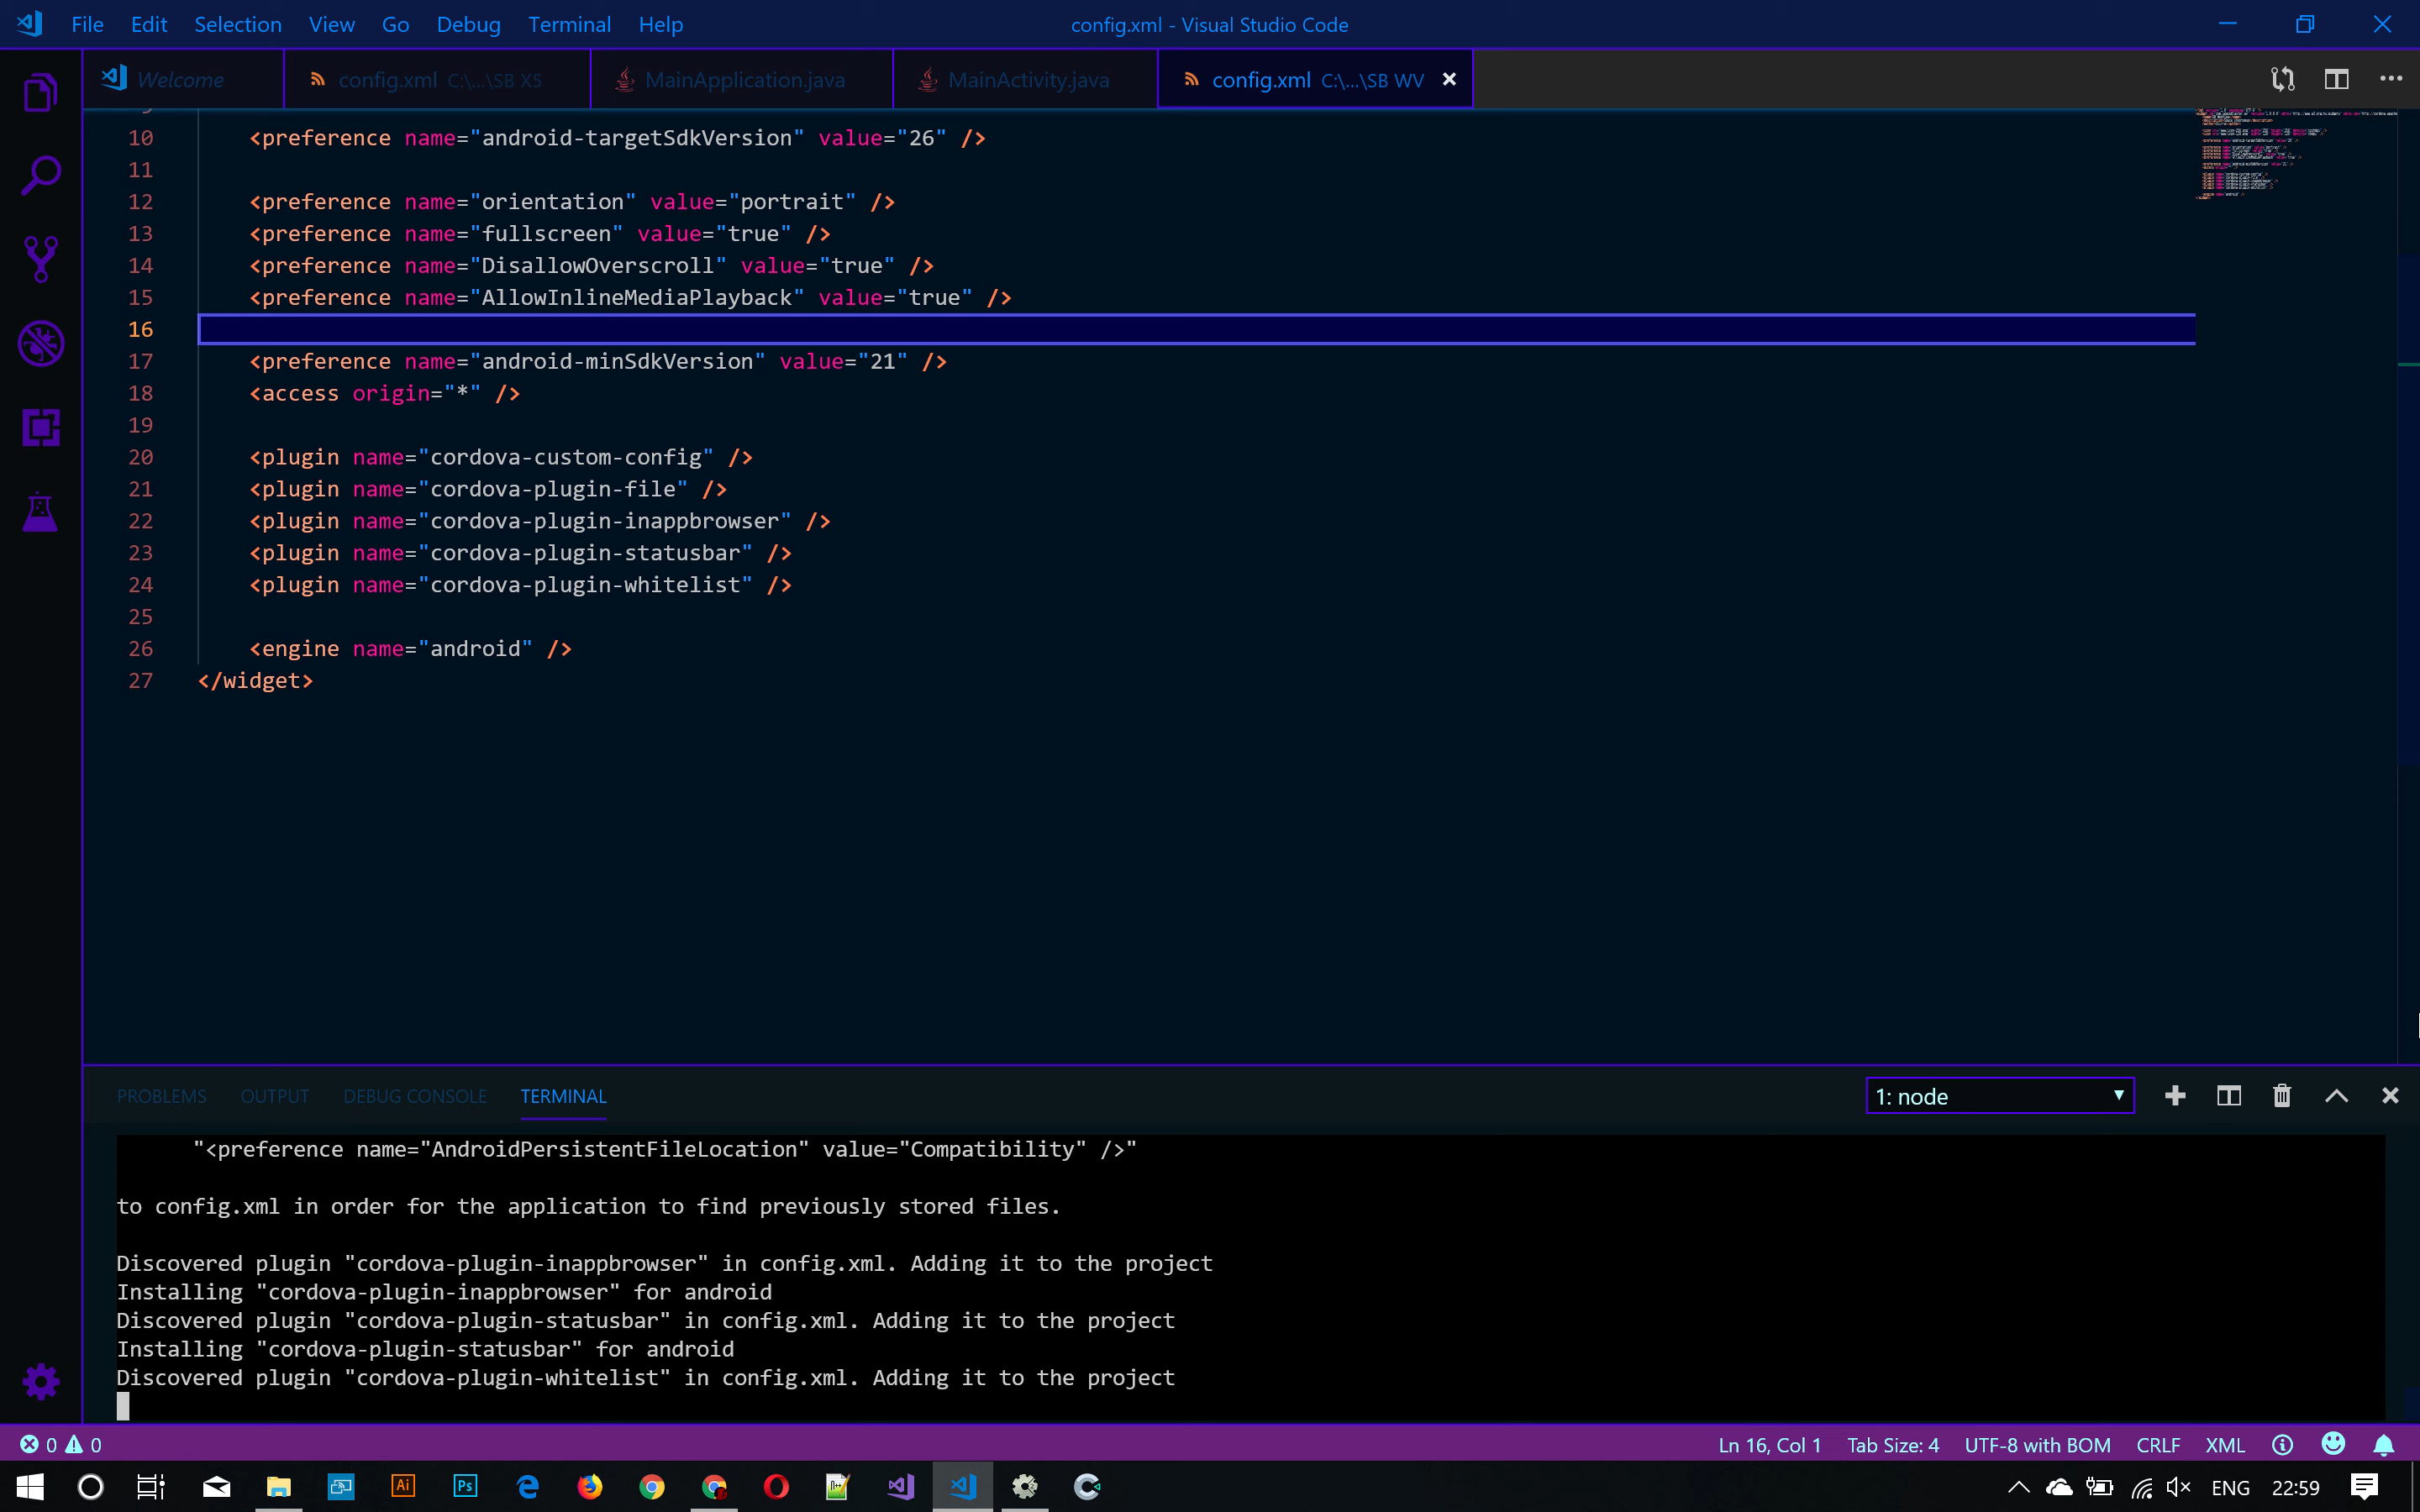 File Edit Selection View Go Debug Terminal Help config.xml - Visual Studio Code
Welcome config.xml C:\...\SB X5 MainApplication.java MainActivity.java config.xml C:\...\SB WV
10 <preference name="android-targetSdkVersion" value="26" />
11
12 <preference name="orientation" value="portrait" />
13 <preference name="fullscreen" value="true" />
14 <preference name="DisallowOverscroll" value="true" />
15 <preference name="AllowInlineMediaPlayback" value="true" />
16
17 <preference name="android-minSdkVersion" value="21" />
18 <access origin="*" />
19
20 <plugin name="cordova-custom-config" />
21 <plugin name="cordova-plugin-file" />
22 <plugin name="cordova-plugin-inappbrowser" />
23 <plugin name="cordova-plugin-statusbar" />
24 <plugin name="cordova-plugin-whitelist" />
25
26 <engine name="android" />
27 </widget>
PROBLEMS OUTPUT DEBUG CONSOLE TERMINAL 1: node
"<preference name="AndroidPersistentFileLocation" value="Compatibility" />"
to config.xml in order for the application to find previously stored files.
Discovered plugin "cordova-plugin-inappbrowser" in config.xml. Adding it to the project
Installing "cordova-plugin-inappbrowser" for android
Discovered plugin "cordova-plugin-statusbar" in config.xml. Adding it to the project
Installing "cordova-plugin-statusbar" for android
Discovered plugin "cordova-plugin-whitelist" in config.xml. Adding it to the project
0 0 Ln 16, Col 1 Tab Size: 4 UTF-8 with BOM CRLF XML
Ai Ps ENG 22:59